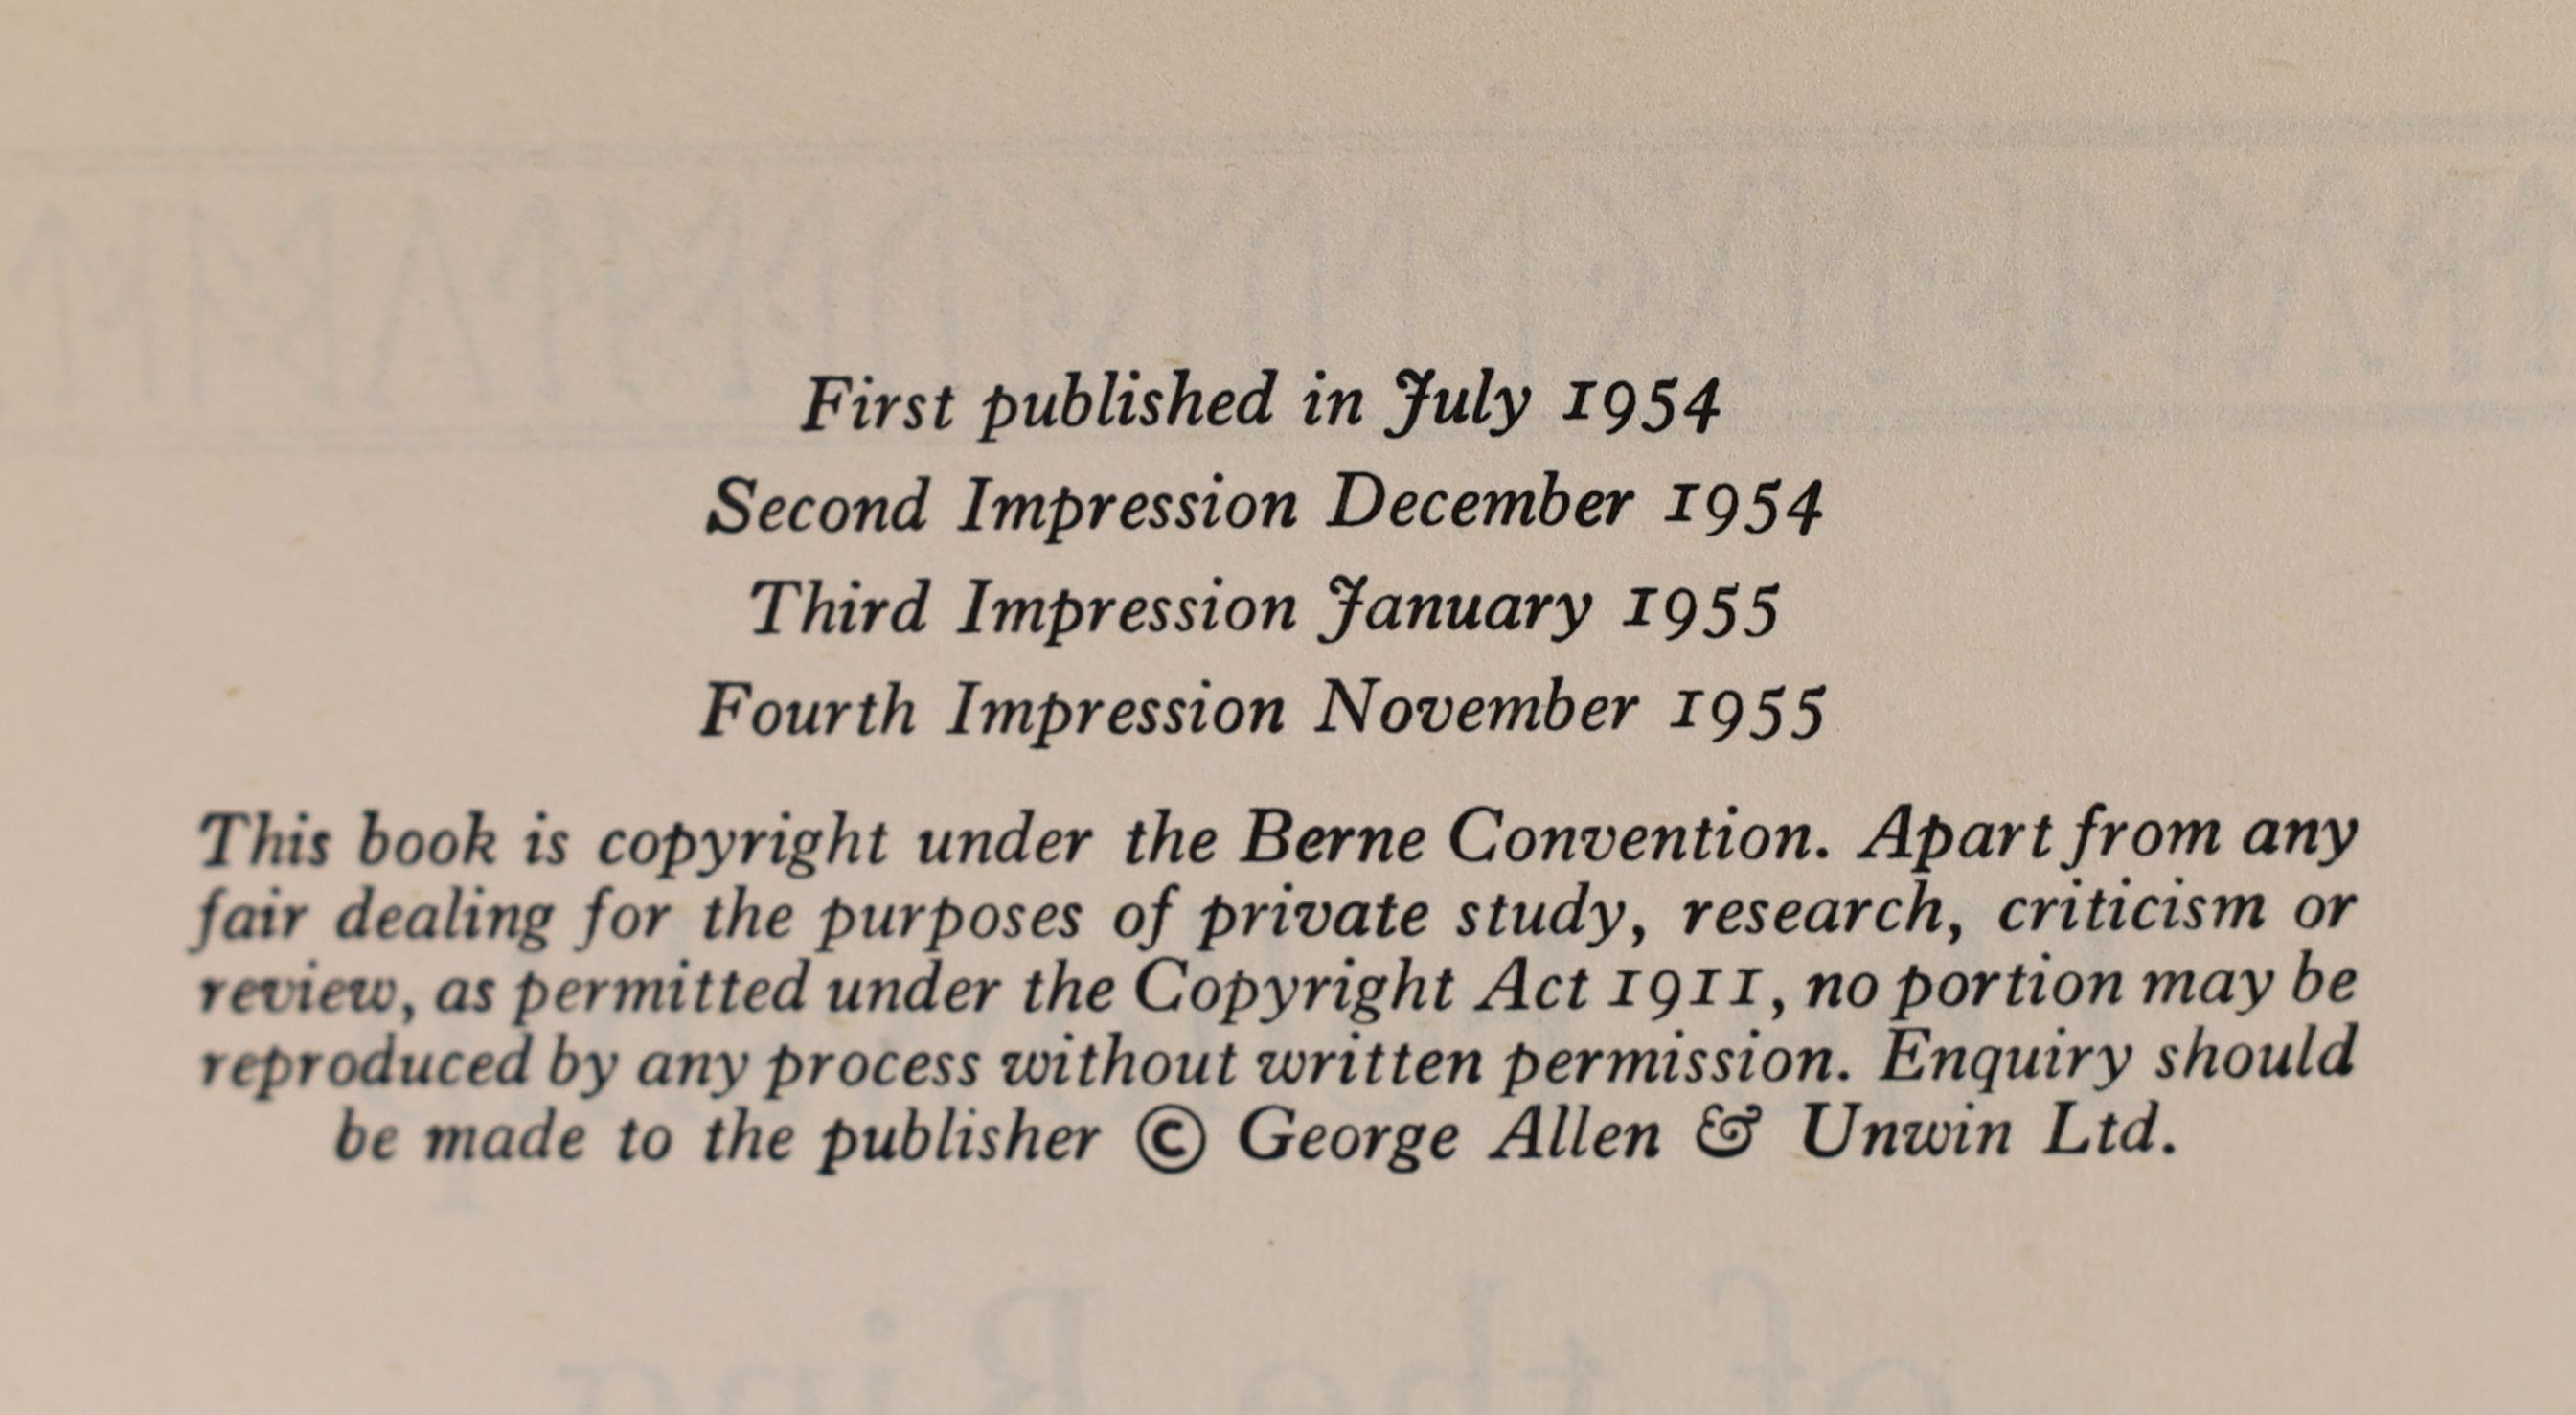 First published in July 1954
Second Impression December 1954
Third Impression January 1955
Fourth Impression November 1955
This book is copyright under the Berne Convention. Apart from any
fair dealing for the purposes of private study, research, criticism or
review, as permitted under the Copyright Act 1911, no portion may be
reproduced by any process without written permission. Enquiry should
be made to the publisher © George Allen & Unwin Ltd.
of the Ring